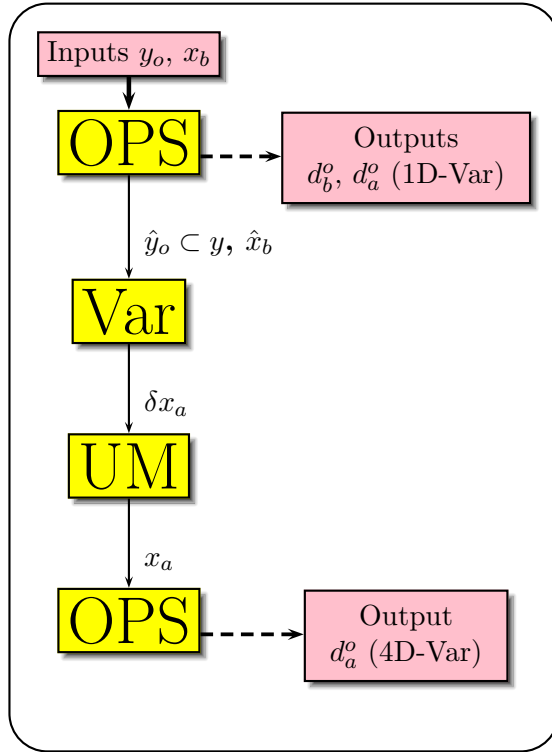 Inputs $y_o$, $x_b$
OPS
Outputs
$d_b^o$, $d_a^o$ (1D-Var)
$\hat{y}_o \subset y$, $\hat{x}_b$
Var
$\delta x_a$
UM
$x_a$
OPS
Output
$d_a^o$ (4D-Var)